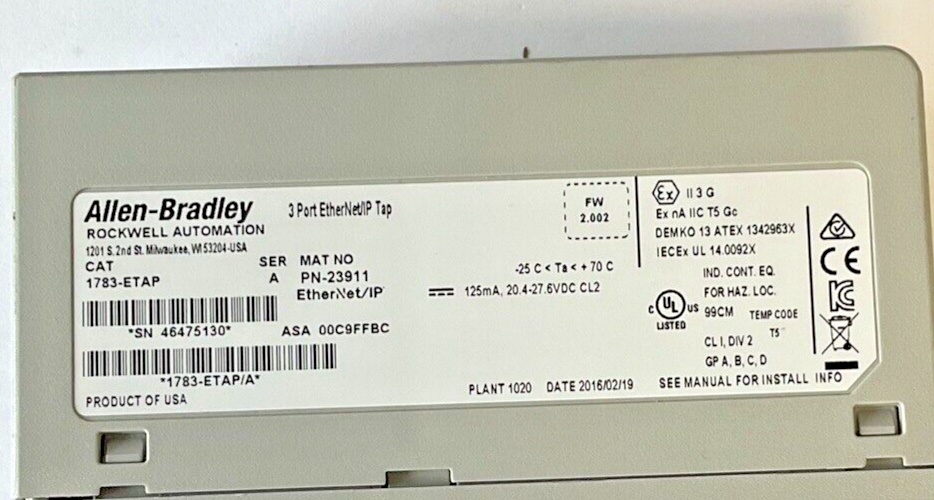 Allen-Bradley
ROCKWELL AUTOMATION
1201 S. 2nd St. Milwaukee, WI 53204-USA
3 Port EtherNet/IP Tap
CAT
1783-ETAP
SER
A
MAT NO
PN-23911
EtherNet/IP
*SN 46475130*
ASA 00C9FFBC
*1783-ETAP/A*
PRODUCT OF USA
FW
2.002
-25 C < Ta < +70 C
125mA, 20.4-27.6VDC CL2
PLANT 1020 DATE 2016/02/19
Ex II 3 G
Ex nA IIC T5 Gc
DEMKO 13 ATEX 1342963X
IECEx UL 14.0092X
IND. CONT. EQ.
FOR HAZ. LOC.
C UL US
LISTED
99CM TEMP CODE
T5
CL I, DIV 2
GP A, B, C, D
SEE MANUAL FOR INSTALL INFO
CE